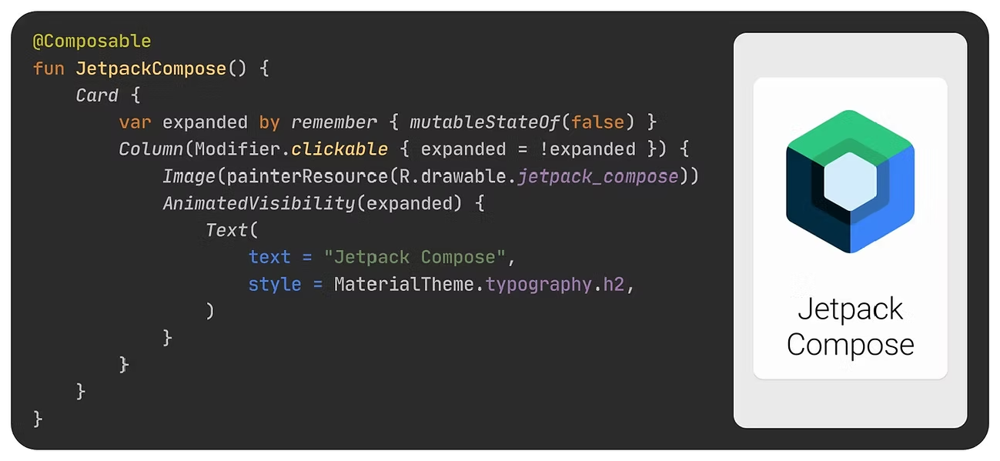 @Composable
fun JetpackCompose() {
    Card {
        var expanded by remember { mutableStateOf(false) }
        Column(Modifier.clickable { expanded = !expanded }) {
            Image(painterResource(R.drawable.jetpack_compose))
            AnimatedVisibility(expanded) {
                Text(
                    text = "Jetpack Compose",
                    style = MaterialTheme.typography.h2,
                )
            }
        }
    }
}
Jetpack
Compose